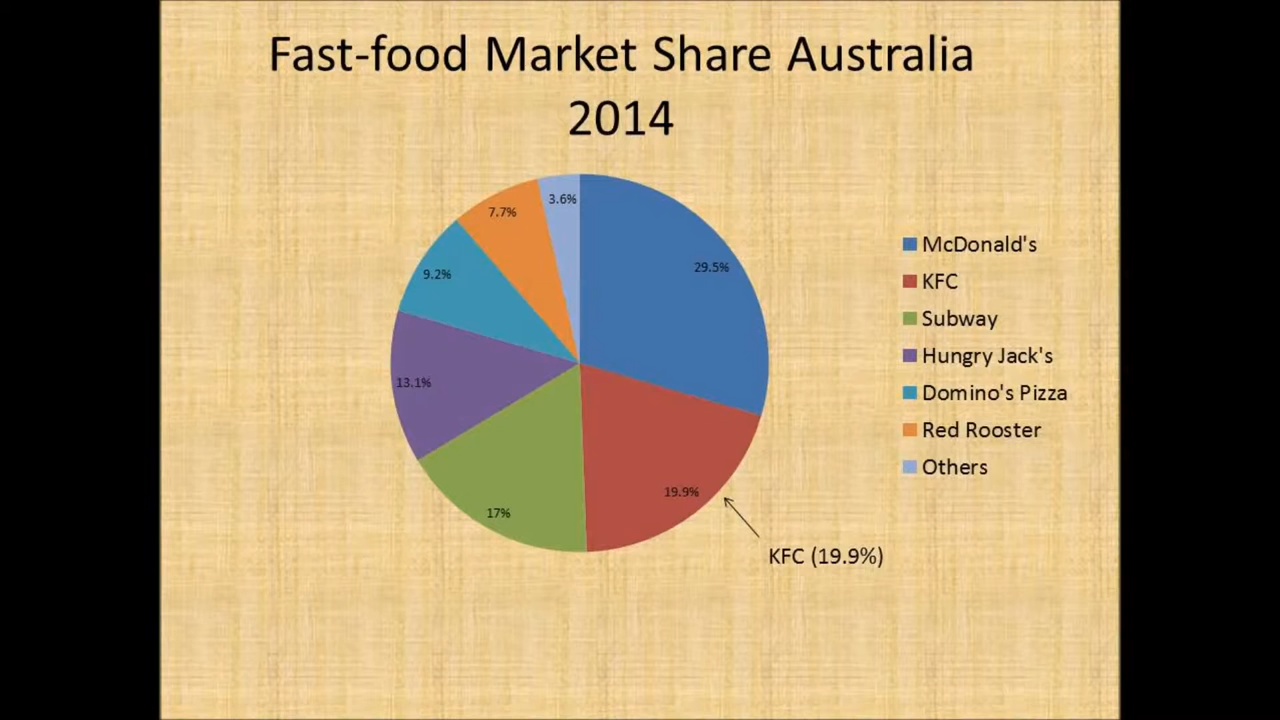 Fast-food Market Share Australia
2014
3.6%
7.7%
29.5%
9.2%
13.1%
19.9%
17%
McDonald's
KFC
Subway
Hungry Jack's
Domino's Pizza
Red Rooster
Others
KFC (19.9%)